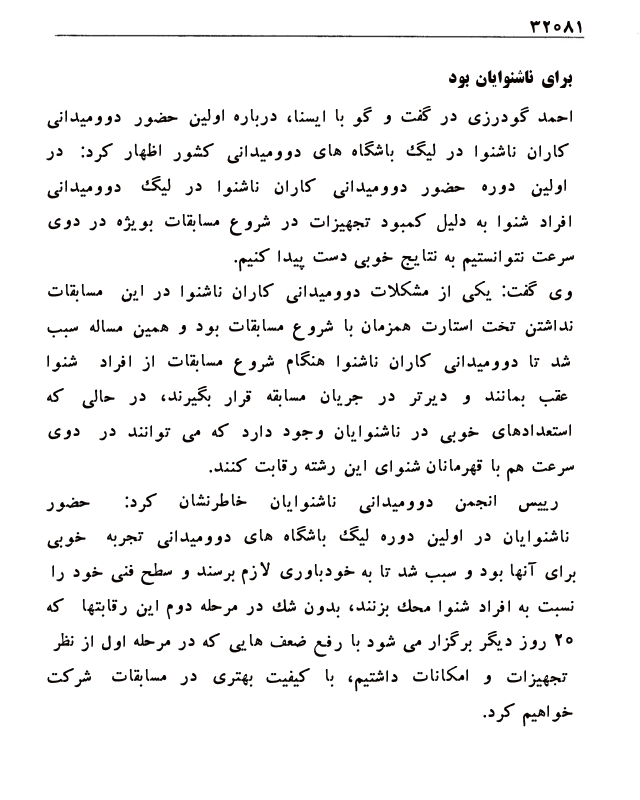 ۳۲۰۸۱
برای ناشنوایان بود
احمد گودرزی در گفت و گو با ایسنا، درباره اولین حضور دوومیدانی
کاران ناشنوا در لیگ باشگاه های دوومیدانی کشور اظهار کرد: در
اولین دوره حضور دوومیدانی کاران ناشنوا در لیگ دوومیدانی
افراد شنوا به دلیل کمبود تجهیزات در شروع مسابقات بویژه در دوی
سرعت نتوانستیم به نتایج خوبی دست پیدا کنیم.
وی گفت: یکی از مشکلات دوومیدانی کاران ناشنوا در این مسابقات
نداشتن تخت استارت همزمان با شروع مسابقات بود و همین مساله سبب
شد تا دوومیدانی کاران ناشنوا هنگام شروع مسابقات از افراد شنوا
عقب بمانند و دیرتر در جریان مسابقه قرار بگیرند، در حالی که
استعدادهای خوبی در ناشنوایان وجود دارد که می توانند در دوی
سرعت هم با قهرمانان شنوای این رشته رقابت کنند.
رییس انجمن دوومیدانی ناشنوایان خاطرنشان کرد: حضور
ناشنوایان در اولین دوره لیگ باشگاه های دوومیدانی تجربه خوبی
برای آنها بود و سبب شد تا به خودباوری لازم برسند و سطح فنی خود را
نسبت به افراد شنوا محک بزنند، بدون شك در مرحله دوم این رقابتها که
۲۵ روز دیگر برگزار می شود با رفع ضعف هایی که در مرحله اول از نظر
تجهیزات و امکانات داشتیم، با کیفیت بهتری در مسابقات شرکت
خواهیم کرد.